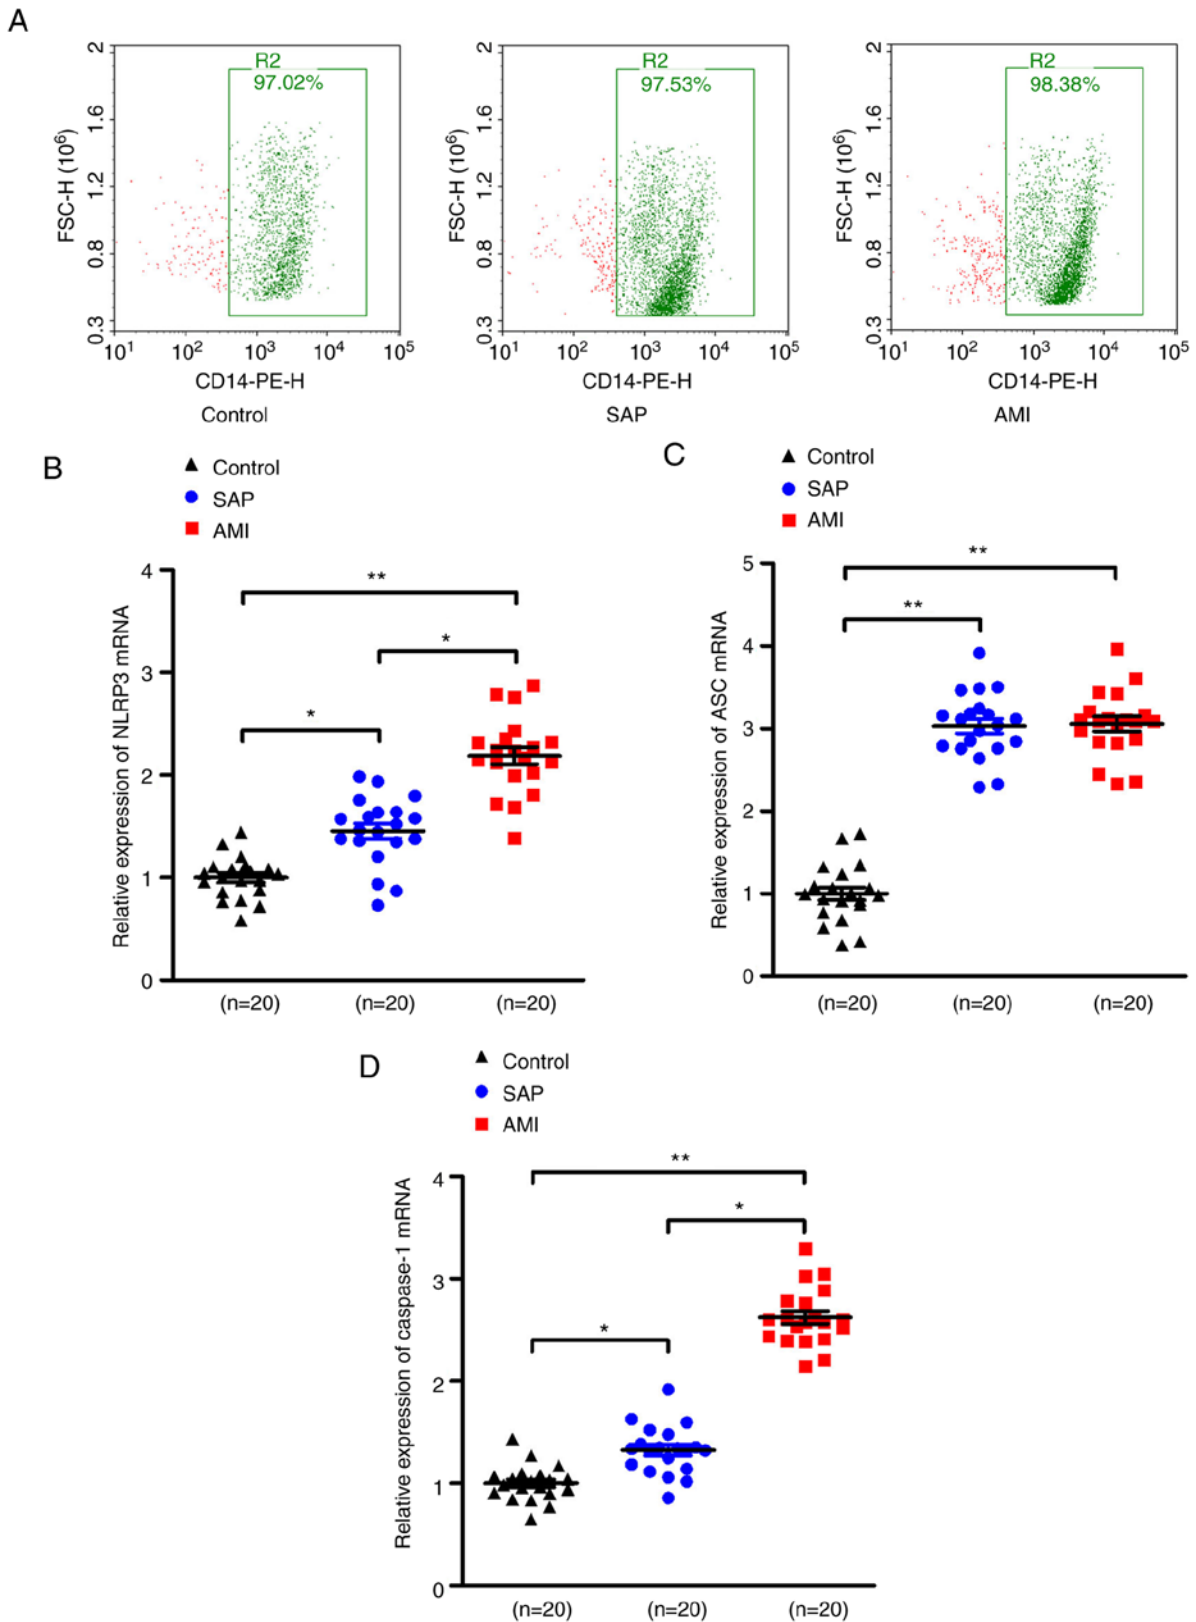 A
2
1.6
1.2
0.8
0.3
FSC-H (10⁶)
R2
97.02%
10¹ 10² 10³ 10⁴ 10⁵
CD14-PE-H
Control
2
1.6
1.2
0.8
0.3
FSC-H (10⁶)
R2
97.53%
10¹ 10² 10³ 10⁴ 10⁵
CD14-PE-H
SAP
2
1.6
1.2
0.8
0.3
FSC-H (10⁶)
R2
98.38%
10¹ 10² 10³ 10⁴ 10⁵
CD14-PE-H
AMI
B
Control
SAP
AMI
Relative expression of NLRP3 mRNA
4
3
2
1
0
**
*
*
(n=20) (n=20) (n=20)
C
Control
SAP
AMI
Relative expression of ASC mRNA
5
4
3
2
1
0
**
**
(n=20) (n=20) (n=20)
D
Control
SAP
AMI
Relative expression of caspase-1 mRNA
4
3
2
1
0
**
*
*
(n=20) (n=20) (n=20)